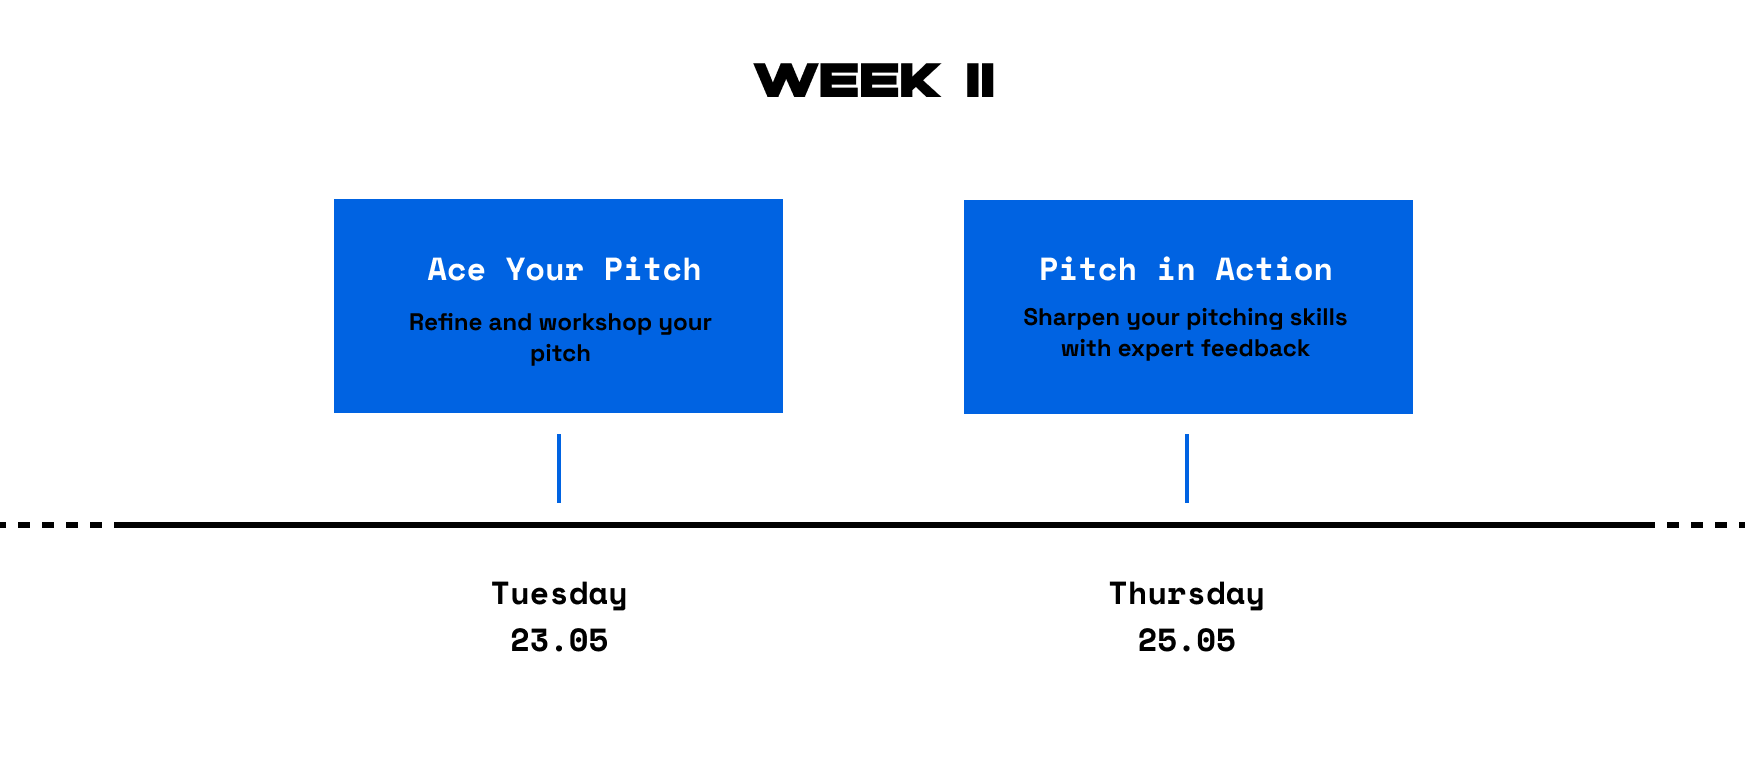 WEEK II
Ace Your Pitch
Refine and workshop your
pitch
Pitch in Action
Sharpen your pitching skills
with expert feedback
Tuesday
23.05
Thursday
25.05